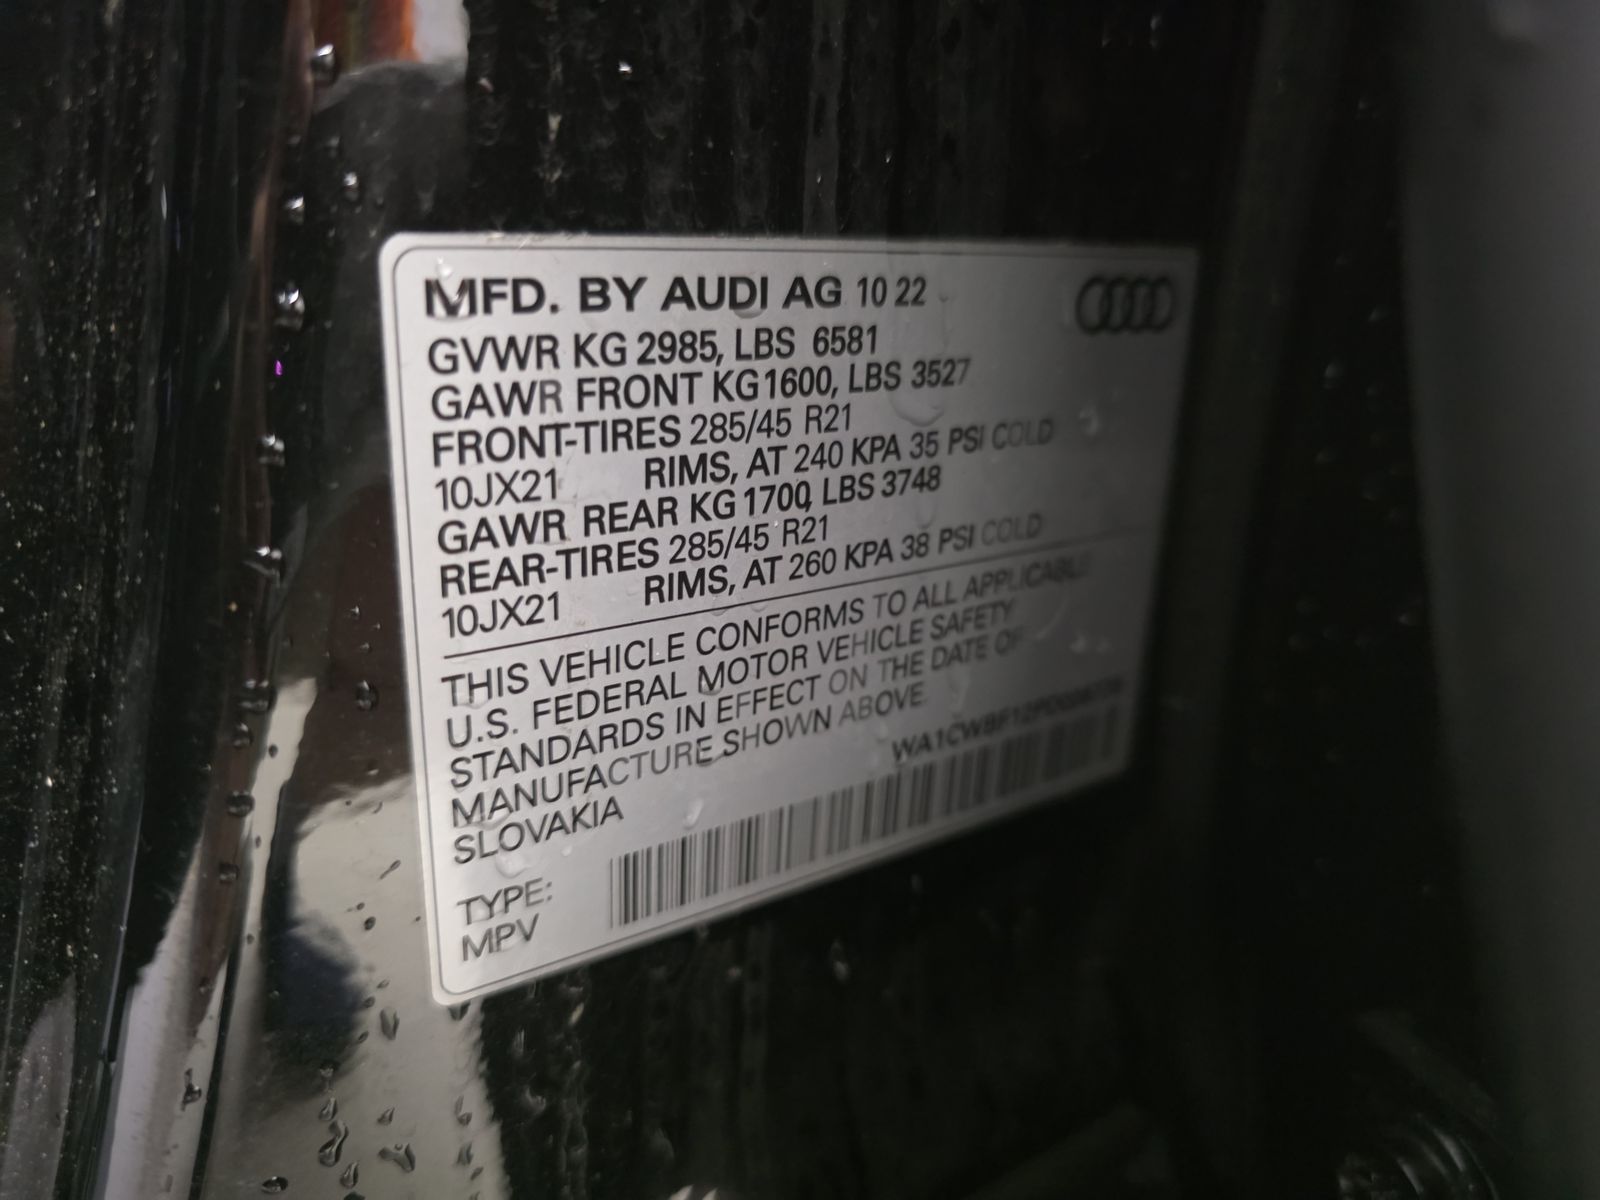 MFD. BY AUDI AG 10 22
GVWR KG 2985, LBS 6581
GAWR FRONT KG 1600, LBS 3527
FRONT-TIRES 285/45 R21
10JX21 RIMS, AT 240 KPA 35 PSI COLD
GAWR REAR KG 1700, LBS 3748
REAR-TIRES 285/45 R21
10JX21 RIMS, AT 260 KPA 38 PSI COLD
THIS VEHICLE CONFORMS TO ALL APPLICABLE
U.S. FEDERAL MOTOR VEHICLE SAFETY
STANDARDS IN EFFECT ON THE DATE OF
MANUFACTURE SHOWN ABOVE.
SLOVAKIA
TYPE:
MPV